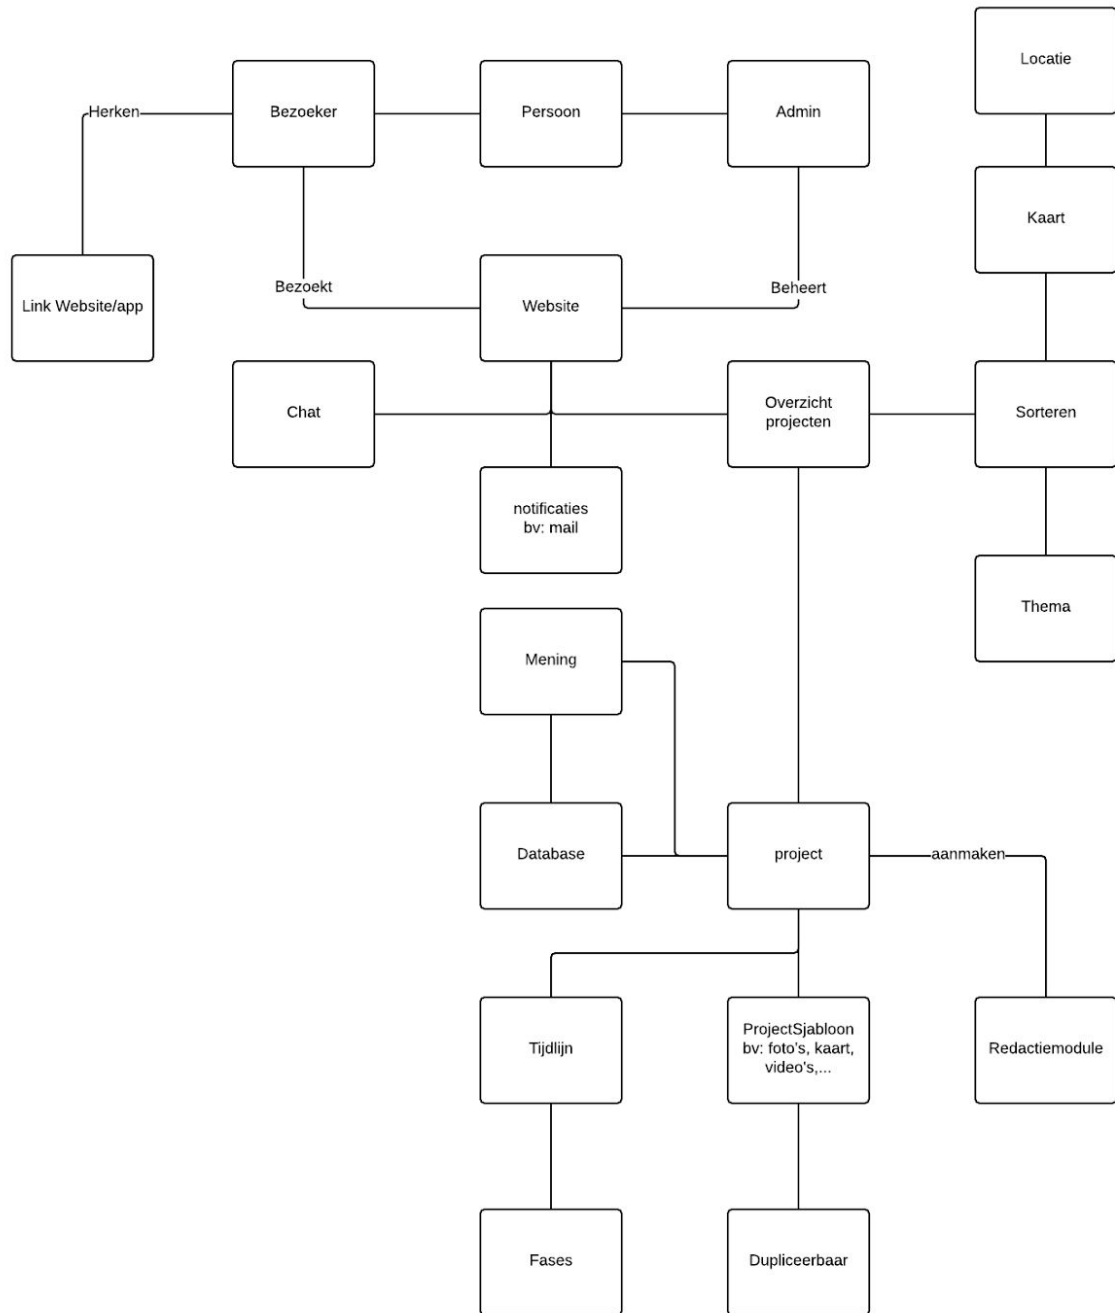 Locatie
Herken
Bezoeker
Persoon
Admin
Kaart
Link Website/app
Bezoekt
Website
Beheert
Chat
Overzicht
projecten
Sorteren
notificaties
bv: mail
Thema
Mening
Database
project
aanmaken
Tijdlijn
ProjectSjabloon
bv: foto's, kaart,
video's,...
Redactiemodule
Fases
Dupliceerbaar